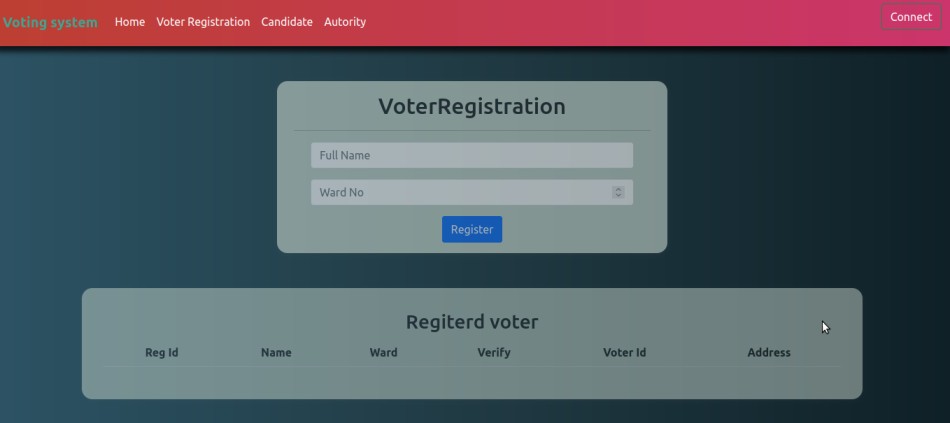 Voting system Home Voter Registration Candidate Autority Connect
VoterRegistration
Full Name
Ward No
Register
Regiterd voter
Reg Id Name Ward Verify Voter Id Address